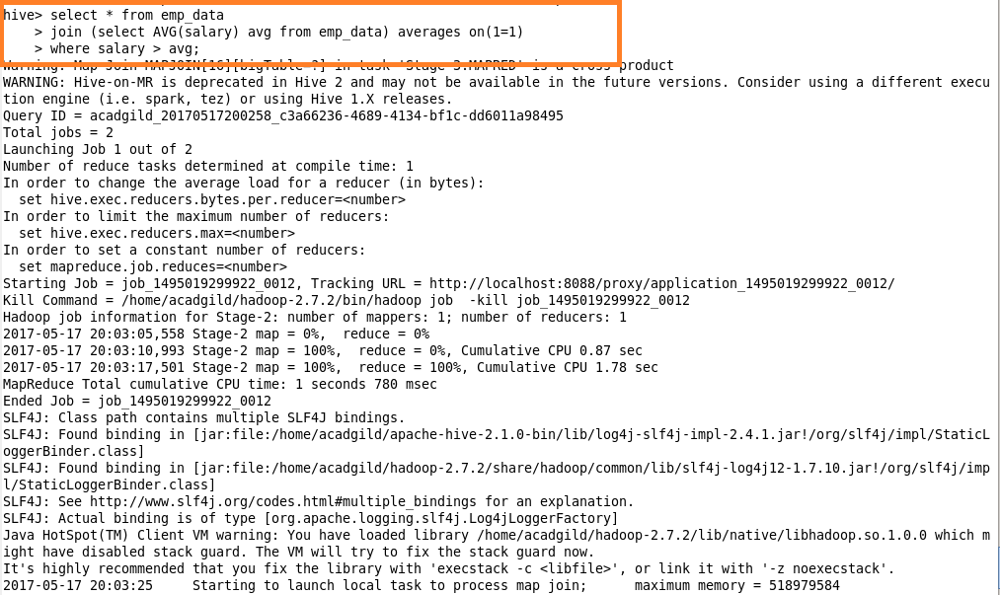 hive> select * from emp_data
    > join (select AVG(salary) avg from emp_data) averages on(1=1)
    > where salary > avg;
Warning: Map Join MAPJOIN[16][bigTable=?] in task 'Stage-3:MAPRED' is a cross product
WARNING: Hive-on-MR is deprecated in Hive 2 and may not be available in the future versions. Consider using a different execu
tion engine (i.e. spark, tez) or using Hive 1.X releases.
Query ID = acadgild_20170517200258_c3a66236-4689-4134-bf1c-dd6011a98495
Total jobs = 2
Launching Job 1 out of 2
Number of reduce tasks determined at compile time: 1
In order to change the average load for a reducer (in bytes):
  set hive.exec.reducers.bytes.per.reducer=<number>
In order to limit the maximum number of reducers:
  set hive.exec.reducers.max=<number>
In order to set a constant number of reducers:
  set mapreduce.job.reduces=<number>
Starting Job = job_1495019299922_0012, Tracking URL = http://localhost:8088/proxy/application_1495019299922_0012/
Kill Command = /home/acadgild/hadoop-2.7.2/bin/hadoop job  -kill job_1495019299922_0012
Hadoop job information for Stage-2: number of mappers: 1; number of reducers: 1
2017-05-17 20:03:05,558 Stage-2 map = 0%,  reduce = 0%
2017-05-17 20:03:10,993 Stage-2 map = 100%,  reduce = 0%, Cumulative CPU 0.87 sec
2017-05-17 20:03:17,501 Stage-2 map = 100%,  reduce = 100%, Cumulative CPU 1.78 sec
MapReduce Total cumulative CPU time: 1 seconds 780 msec
Ended Job = job_1495019299922_0012
SLF4J: Class path contains multiple SLF4J bindings.
SLF4J: Found binding in [jar:file:/home/acadgild/apache-hive-2.1.0-bin/lib/log4j-slf4j-impl-2.4.1.jar!/org/slf4j/impl/StaticL
oggerBinder.class]
SLF4J: Found binding in [jar:file:/home/acadgild/hadoop-2.7.2/share/hadoop/common/lib/slf4j-log4j12-1.7.10.jar!/org/slf4j/imp
l/StaticLoggerBinder.class]
SLF4J: See http://www.slf4j.org/codes.html#multiple_bindings for an explanation.
SLF4J: Actual binding is of type [org.apache.logging.slf4j.Log4jLoggerFactory]
Java HotSpot(TM) Client VM warning: You have loaded library /home/acadgild/hadoop-2.7.2/lib/native/libhadoop.so.1.0.0 which m
ight have disabled stack guard. The VM will try to fix the stack guard now.
It's highly recommended that you fix the library with 'execstack -c <libfile>', or link it with '-z noexecstack'.
2017-05-17 20:03:25     Starting to launch local task to process map join;      maximum memory = 518979584